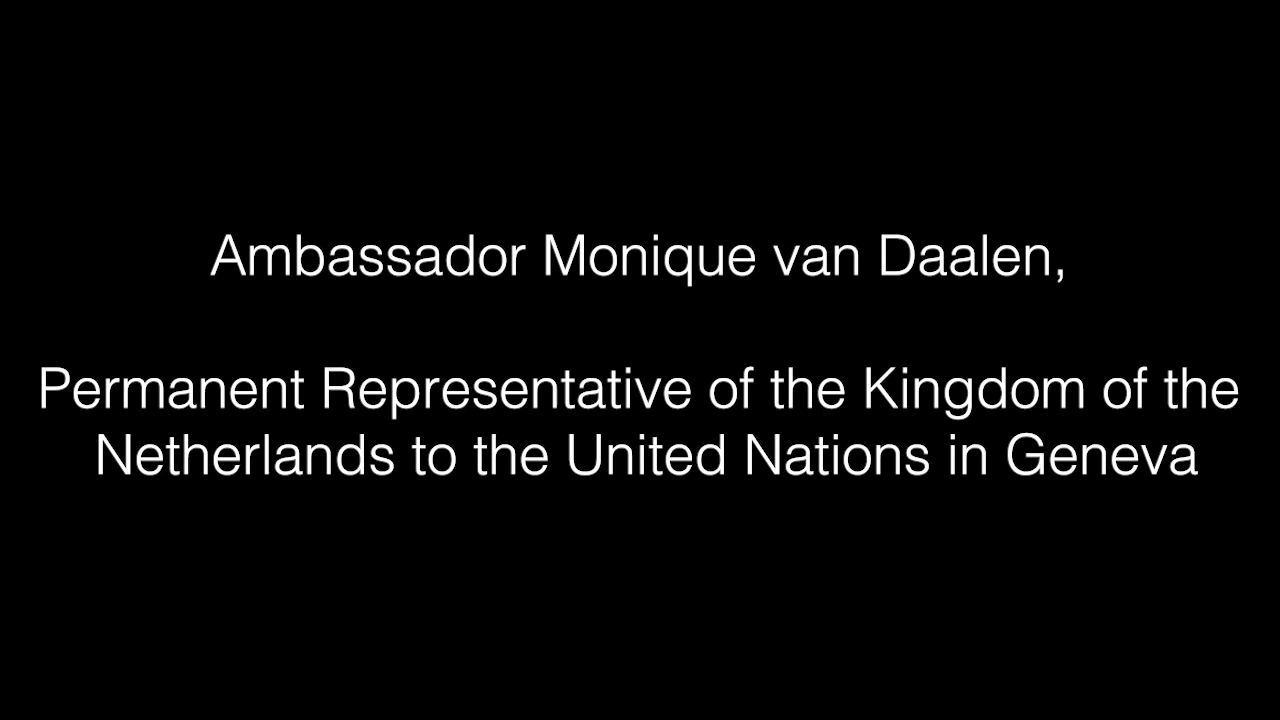 Ambassador Monique van Daalen,
Permanent Representative of the Kingdom of the
Netherlands to the United Nations in Geneva